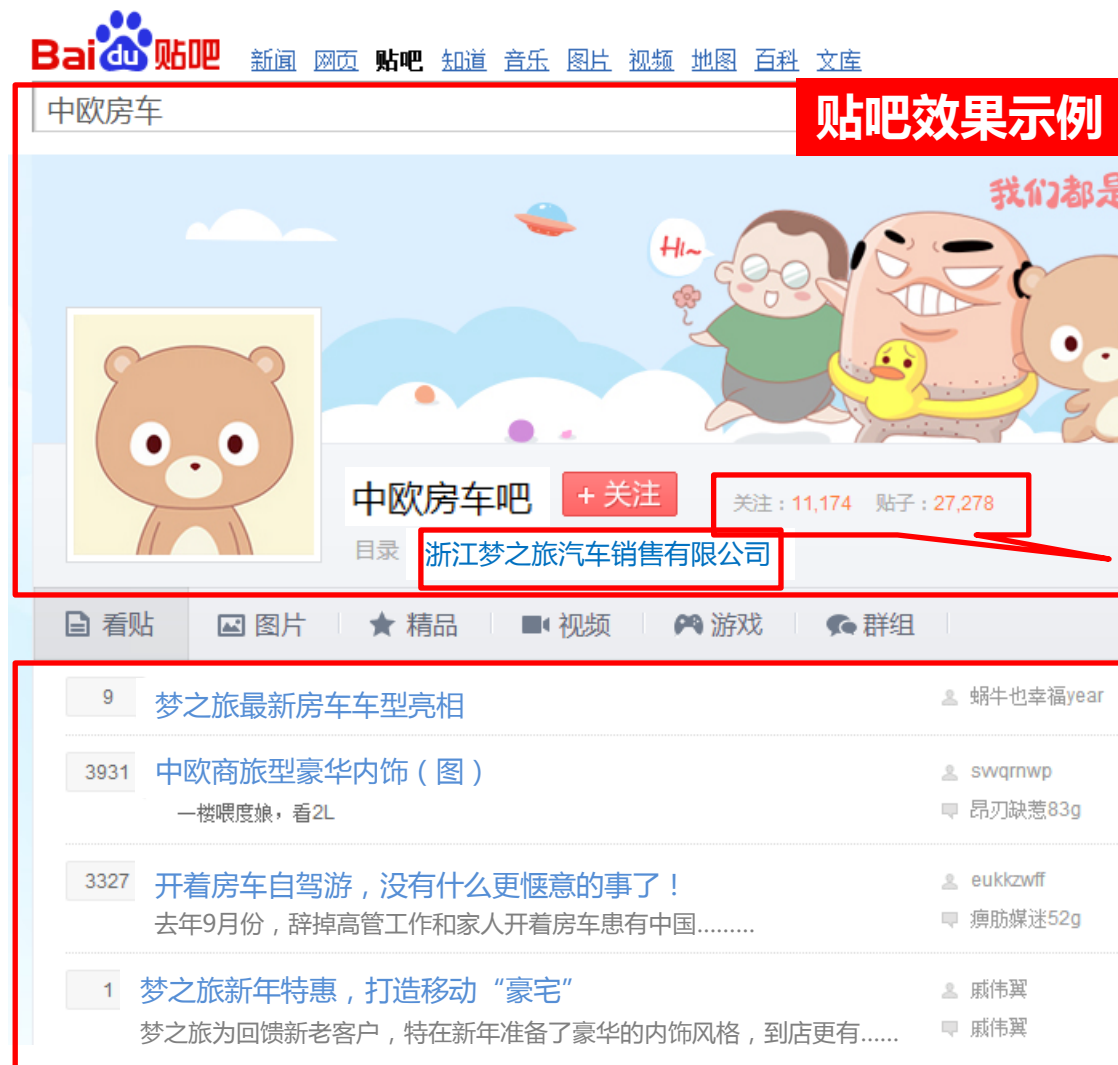 Bai du 贴吧 新闻 网页 贴吧 知道 音乐 图片 视频 地图 百科 文库
中欧房车
贴吧效果示例
我们都是
HI~
中欧房车吧 + 关注 关注：11,174 贴子：27,278
目录 浙江梦之旅汽车销售有限公司
看贴 图片 精品 视频 游戏 群组
9 梦之旅最新房车车型亮相 蜗牛也幸福year
3931 中欧商旅型豪华内饰（图） swqrnwp
一楼喂度娘，看2L 昂刃缺惹83g
3327 开着房车自驾游，没有什么更惬意的事了！ eukkzwff
去年9月份，辞掉高管工作和家人开着房车患有中国......... 痹肪媒迷52g
1 梦之旅新年特惠，打造移动“豪宅” 戚伟翼
梦之旅为回馈新老客户，特在新年准备了豪华的内饰风格，到店更有...... 戚伟翼